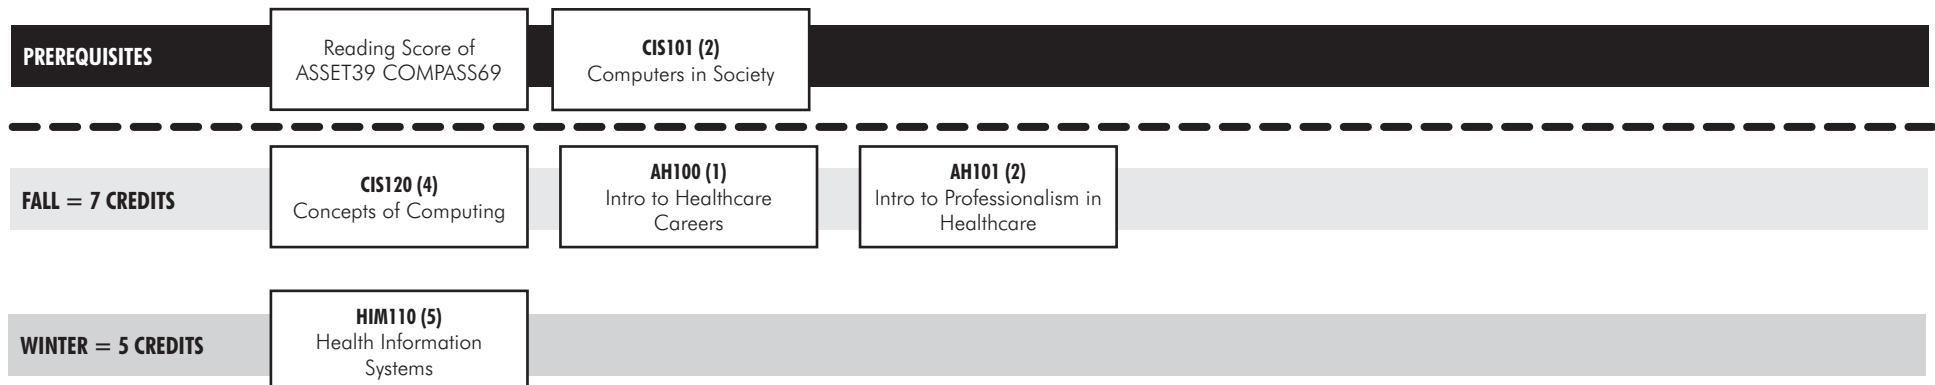 PREREQUISITES
Reading Score of
ASSET39 COMPASS69
CIS101 (2)
Computers in Society
FALL = 7 CREDITS
CIS120 (4)
Concepts of Computing
AH100 (1)
Intro to Healthcare
Careers
AH101 (2)
Intro to Professionalism in
Healthcare
WINTER = 5 CREDITS
HIM110 (5)
Health Information
Systems